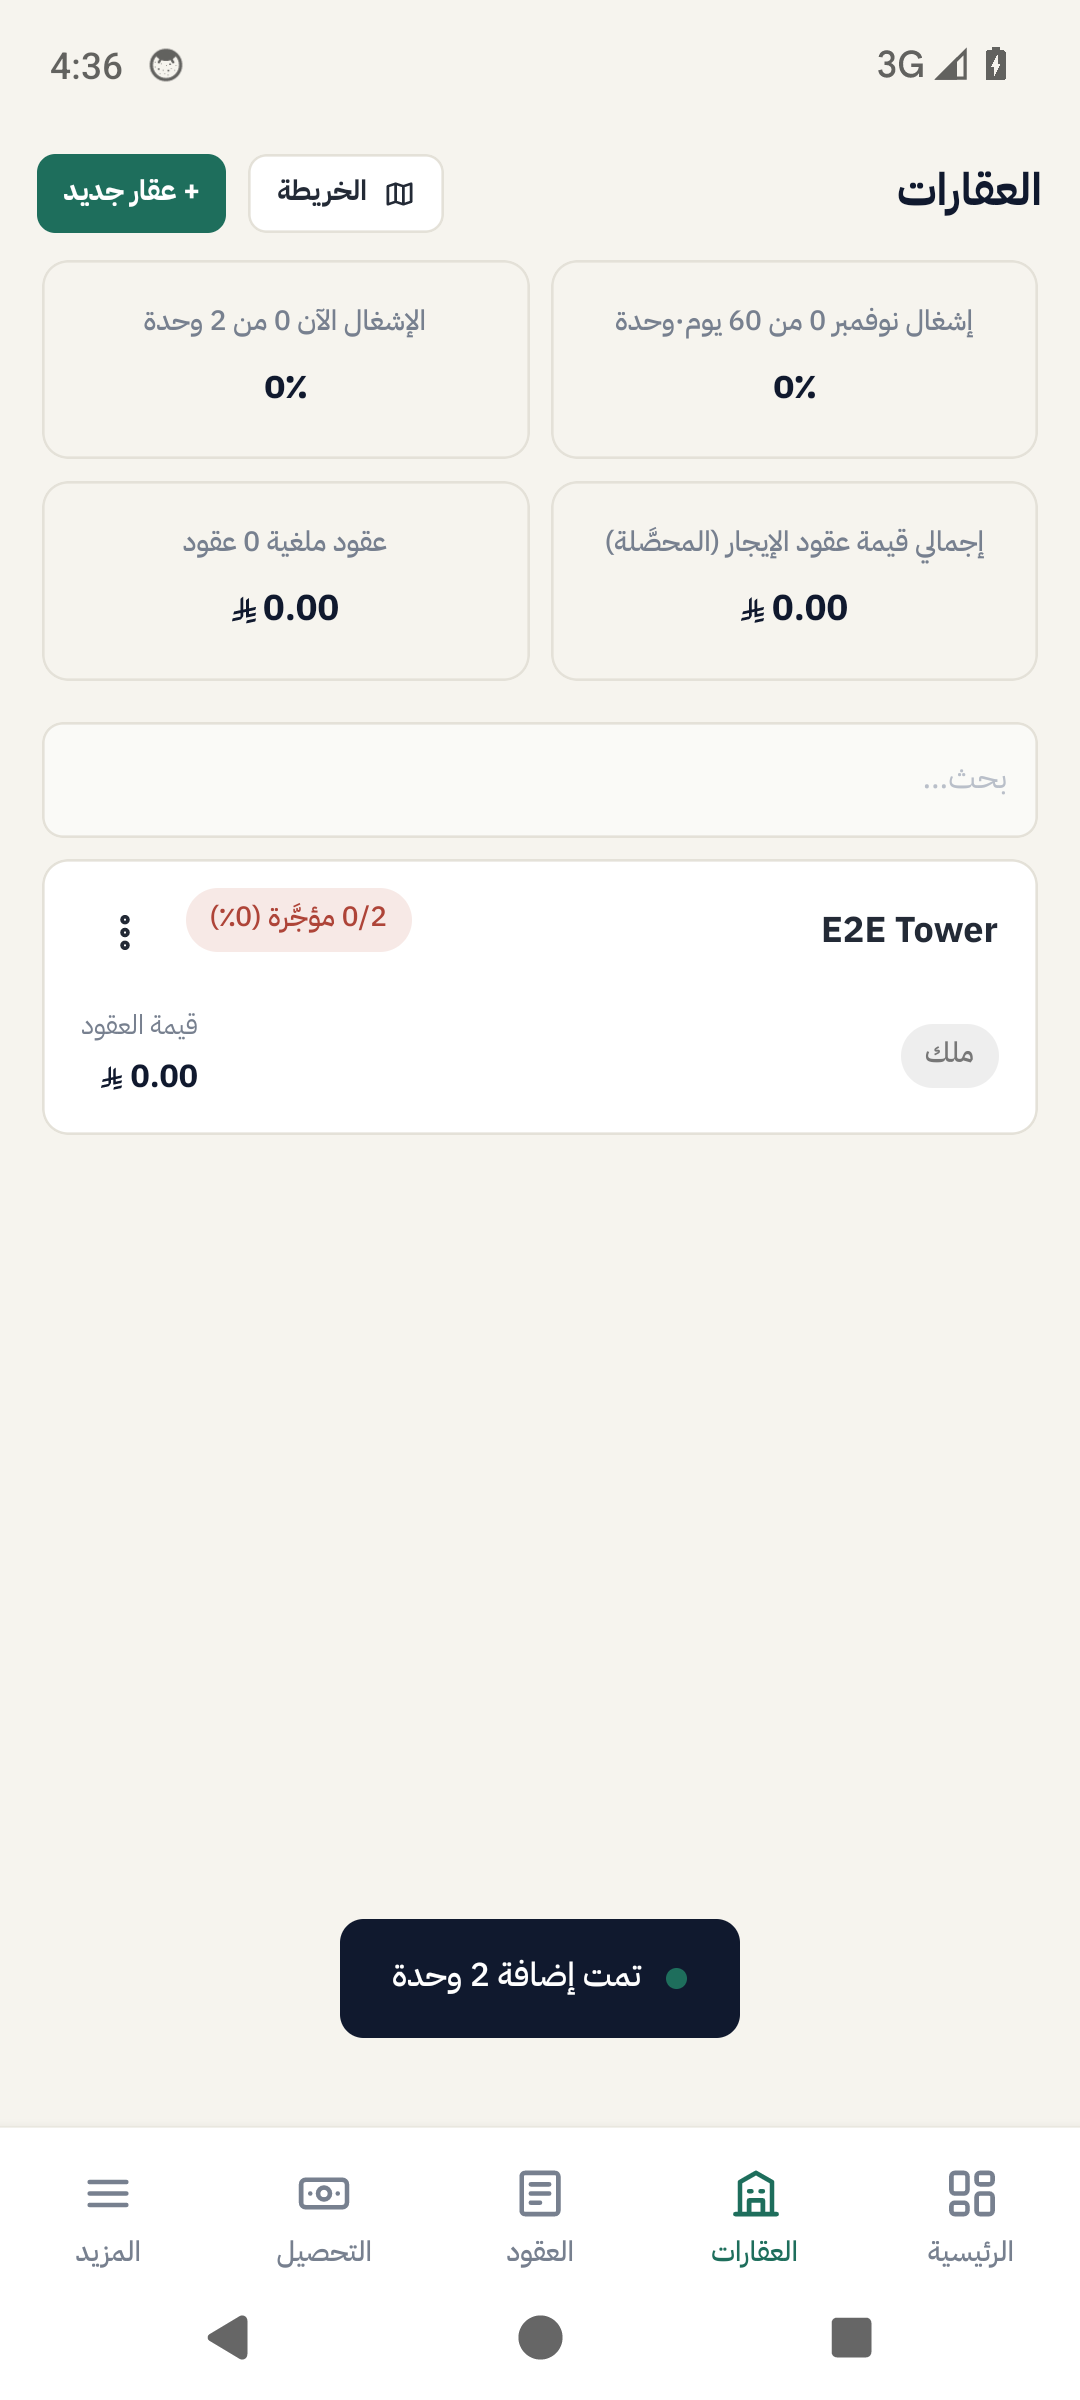 4:36
3G
العقارات
الخريطة
+ عقار جديد
إشغال نوفمبر 0 من 60 يوم·وحدة
0٪
الإشغال الآن 0 من 2 وحدة
0٪
إجمالي قيمة عقود الإيجار (المحصَّلة)
0.00
عقود ملغية 0 عقود
0.00
بحث...
E2E Tower
0/2 مؤجَّرة (0٪)
ملك
قيمة العقود
0.00
تمت إضافة 2 وحدة
الرئيسية
العقارات
العقود
التحصيل
المزيد